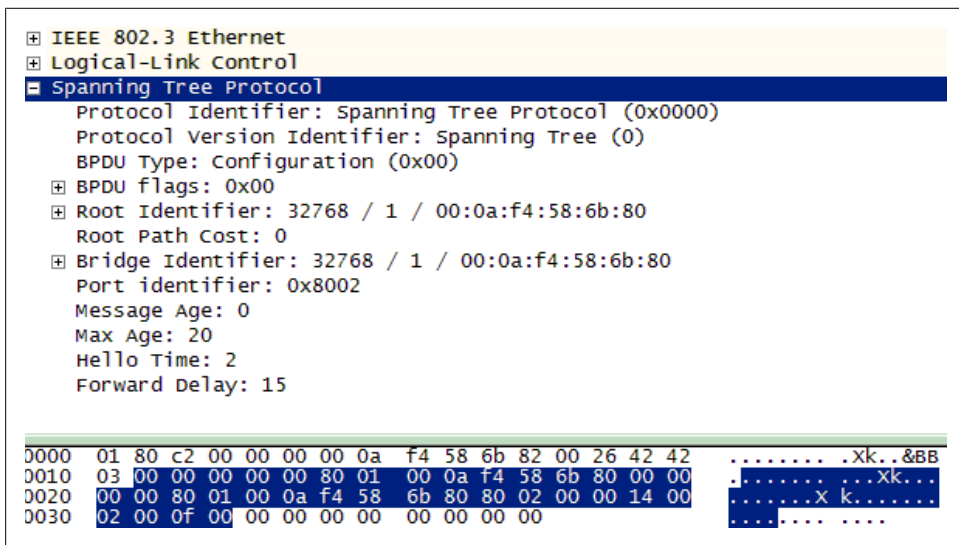 IEEE 802.3 Ethernet
Logical-Link Control
Spanning Tree Protocol
Protocol Identifier: Spanning Tree Protocol (0x0000)
Protocol Version Identifier: Spanning Tree (0)
BPDU Type: Configuration (0x00)
BPDU flags: 0x00
Root Identifier: 32768 / 1 / 00:0a:f4:58:6b:80
Root Path Cost: 0
Bridge Identifier: 32768 / 1 / 00:0a:f4:58:6b:80
Port identifier: 0x8002
Message Age: 0
Max Age: 20
Hello Time: 2
Forward Delay: 15
0000 01 80 c2 00 00 00 00 0a f4 58 6b 82 00 26 42 42 ........ .Xk..&BB
0010 03 00 00 00 00 00 80 01 00 0a f4 58 6b 80 00 00 ........ ...Xk...
0020 00 00 80 01 00 0a f4 58 6b 80 80 02 00 00 14 00 .......X k.......
0030 02 00 0f 00 00 00 00 00 00 00 00 00 ........ ....